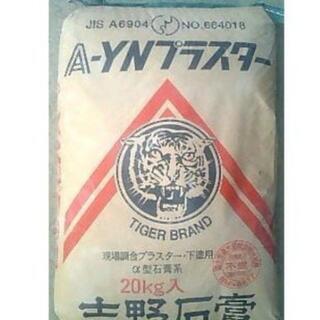 JIS A6904 NO.664018
A-YNプラスター
TIGER BRAND
現場調合プラスター・下塗用
α型石膏系
20kg入
吉野石膏